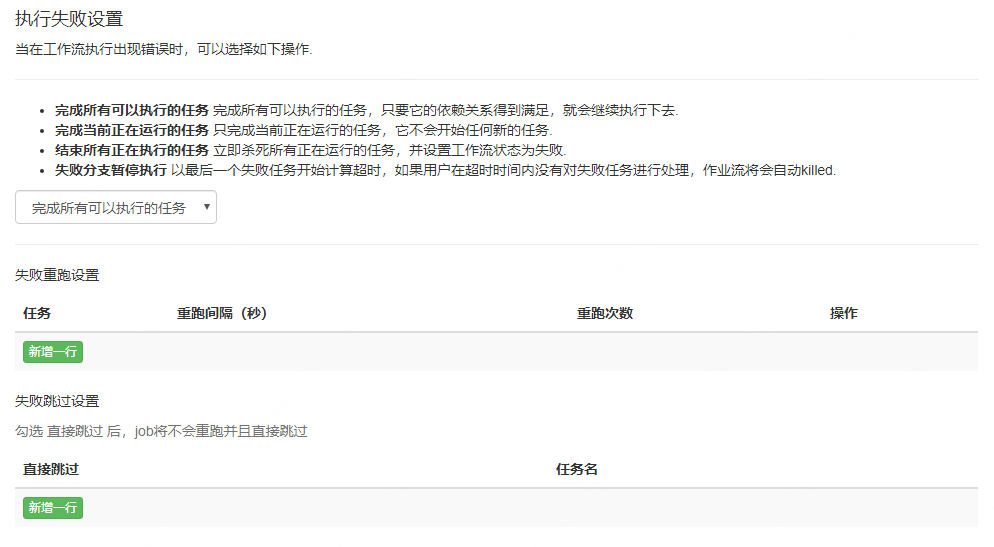 执行失败设置
当在工作流执行出现错误时，可以选择如下操作.
完成所有可以执行的任务 完成所有可以执行的任务，只要它的依赖关系得到满足，就会继续执行下去.
完成当前正在运行的任务 只完成当前正在运行的任务，它不会开始任何新的任务.
结束所有正在执行的任务 立即杀死所有正在运行的任务，并设置工作流状态为失败.
失败分支暂停执行 以最后一个失败任务开始计算超时，如果用户在超时时间内没有对失败任务进行处理，作业流将会自动killed.
完成所有可以执行的任务
失败重跑设置
任务 重跑间隔（秒） 重跑次数 操作
新增一行
失败跳过设置
勾选 直接跳过 后，job将不会重跑并且直接跳过
直接跳过 任务名
新增一行